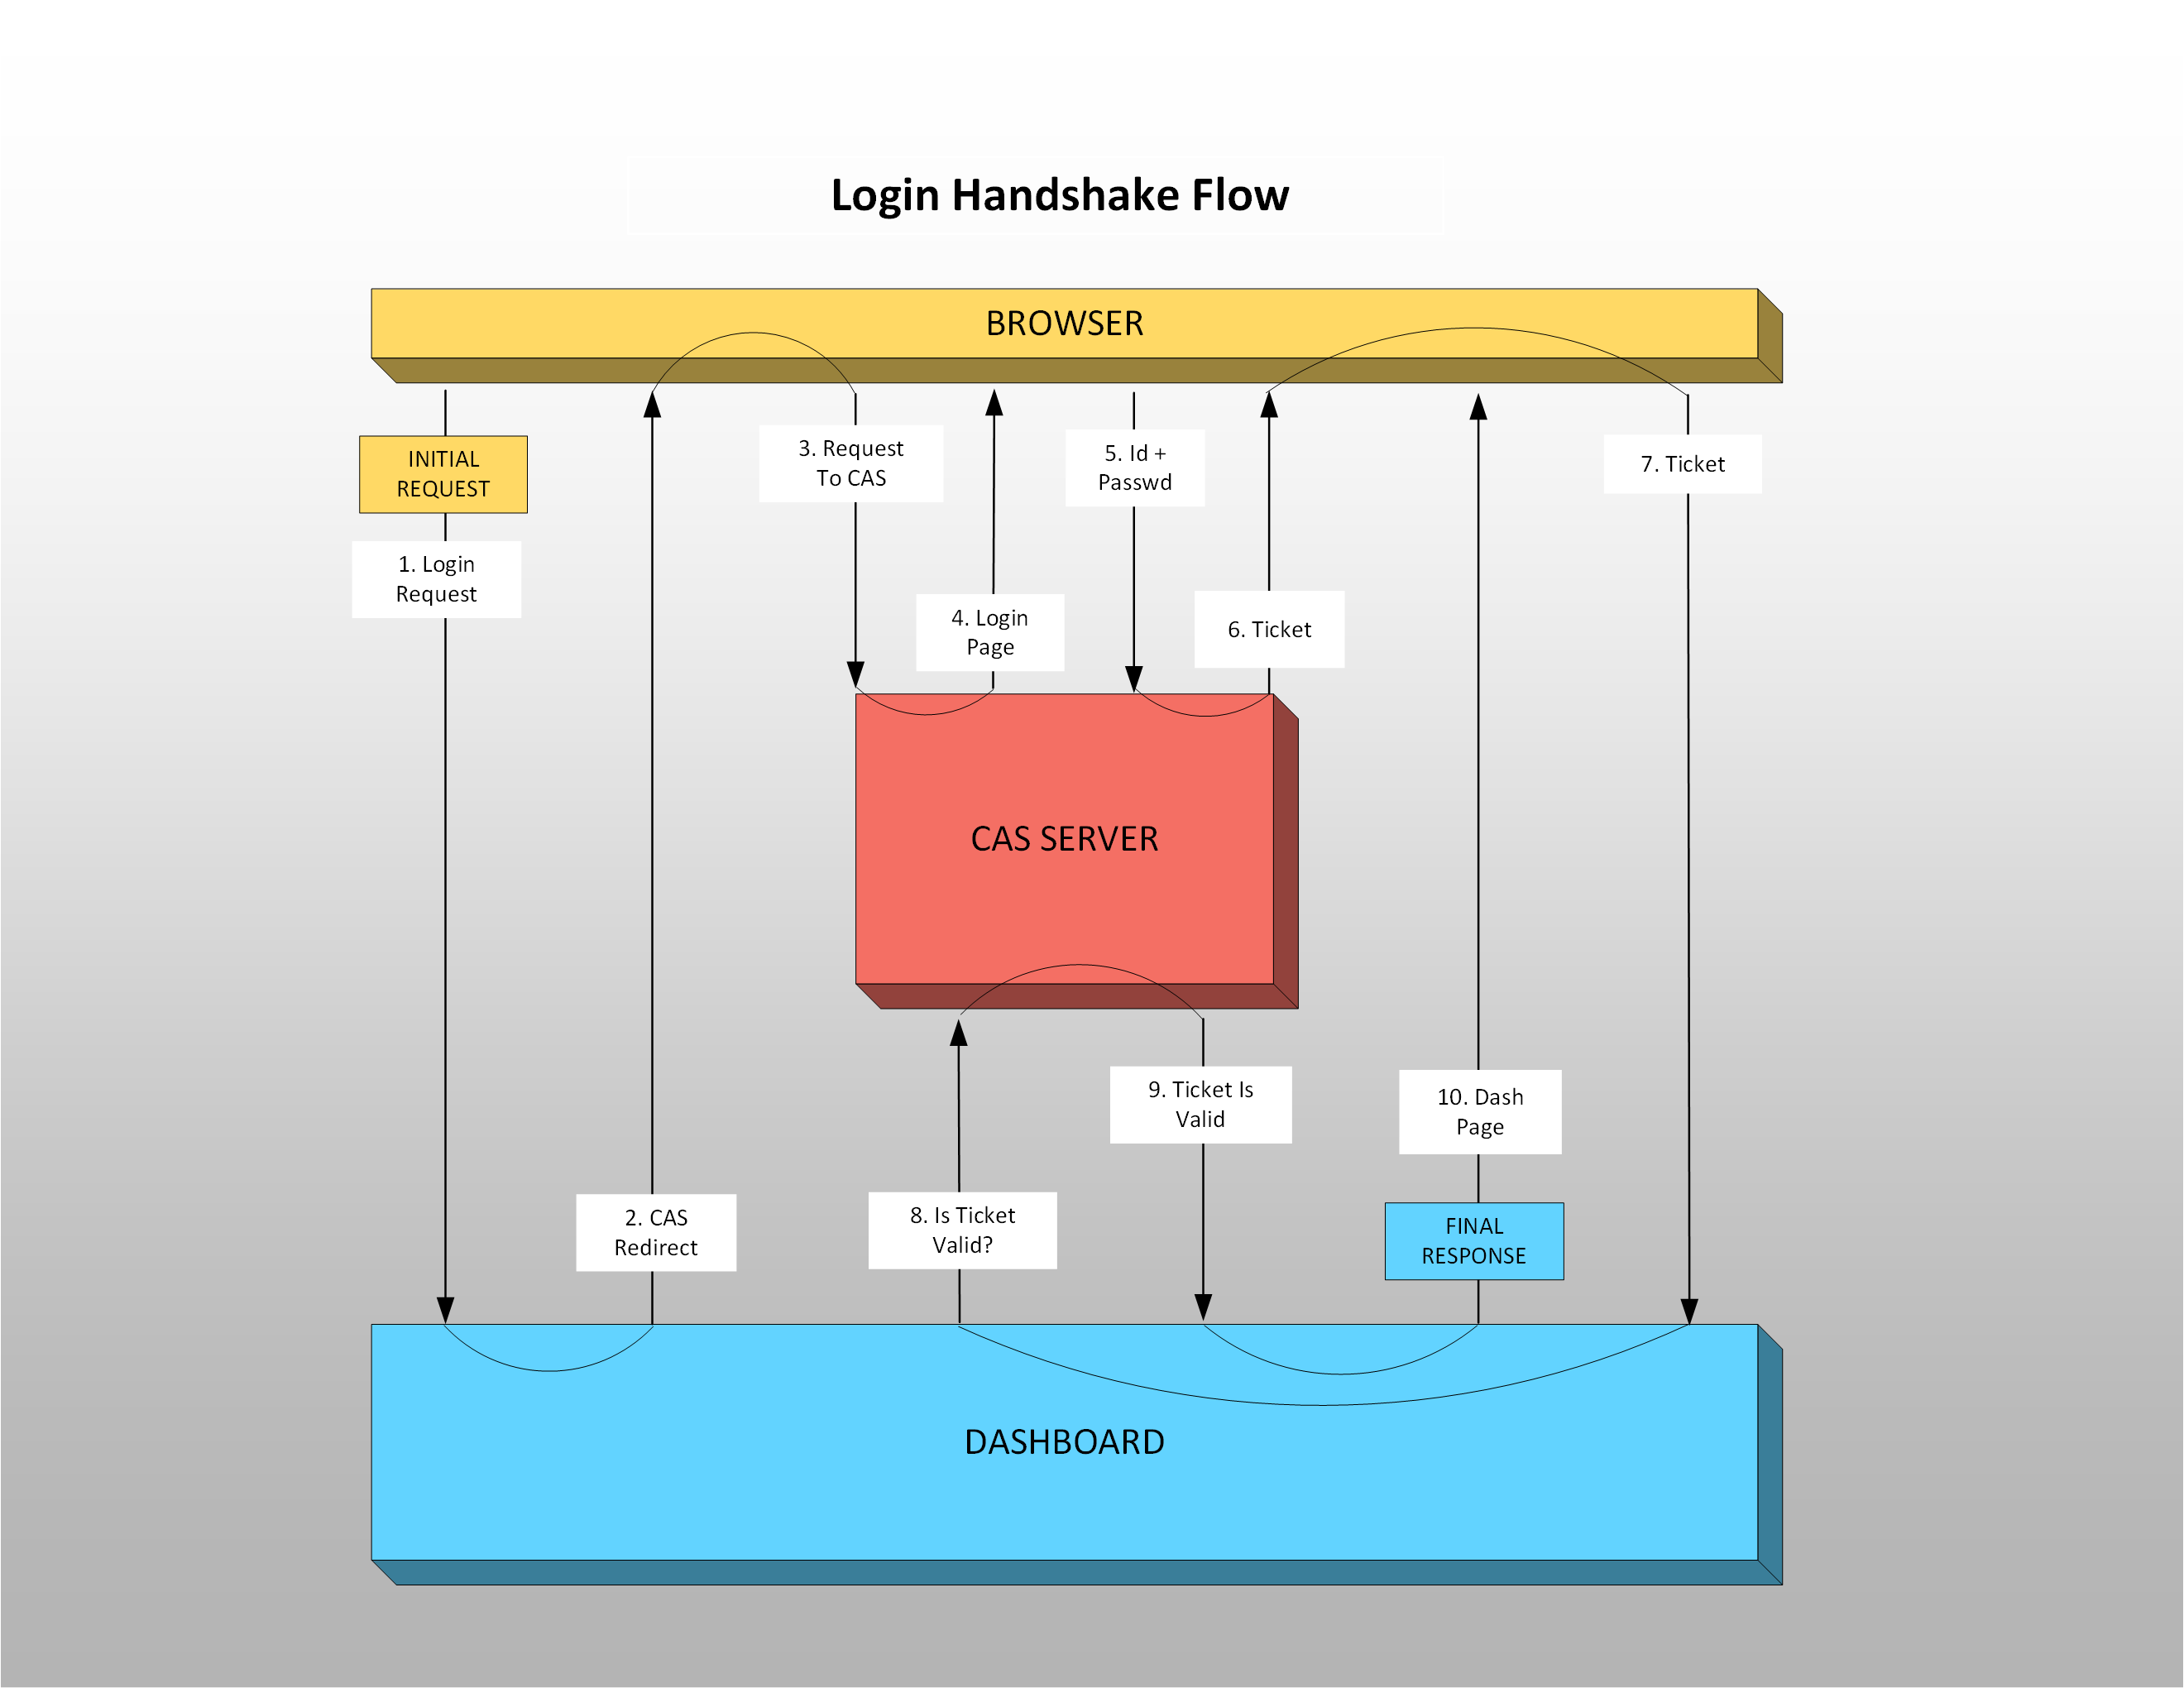 Login Handshake Flow
BROWSER
INITIAL
REQUEST
1. Login
Request
2. CAS
Redirect
3. Request
To CAS
4. Login
Page
5. Id +
Passwd
6. Ticket
7. Ticket
CAS SERVER
8. Is Ticket
Valid?
9. Ticket Is
Valid
10. Dash
Page
FINAL
RESPONSE
DASHBOARD